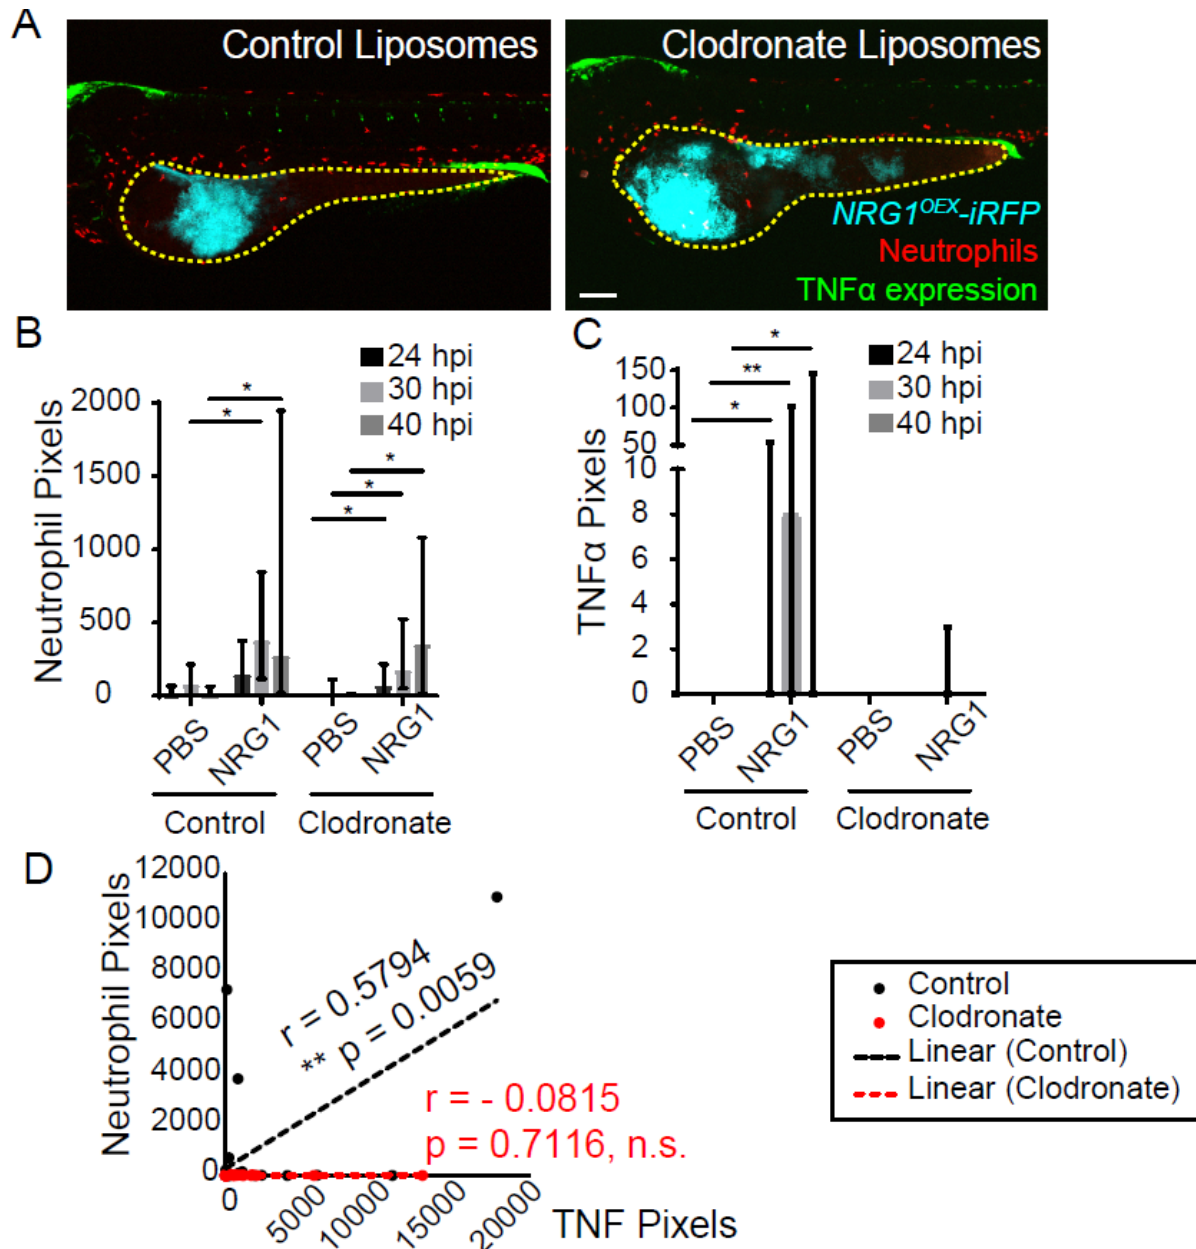 A
Control Liposomes
Clodronate Liposomes
NRG1^OEX-iRFP
Neutrophils
TNFα expression
B
24 hpi
30 hpi
40 hpi
Neutrophil Pixels
2000
1500
1000
500
0
*
*
*
*
*
PBS
NRG1
PBS
NRG1
Control
Clodronate
C
24 hpi
30 hpi
40 hpi
TNFα Pixels
150
100
50
10
8
6
4
2
0
*
**
*
PBS
NRG1
PBS
NRG1
Control
Clodronate
D
Neutrophil Pixels
12000
10000
8000
6000
4000
2000
0
r = 0.5794
** p = 0.0059
r = - 0.0815
p = 0.7116, n.s.
0
5000
10000
15000
20000
TNF Pixels
Control
Clodronate
Linear (Control)
Linear (Clodronate)